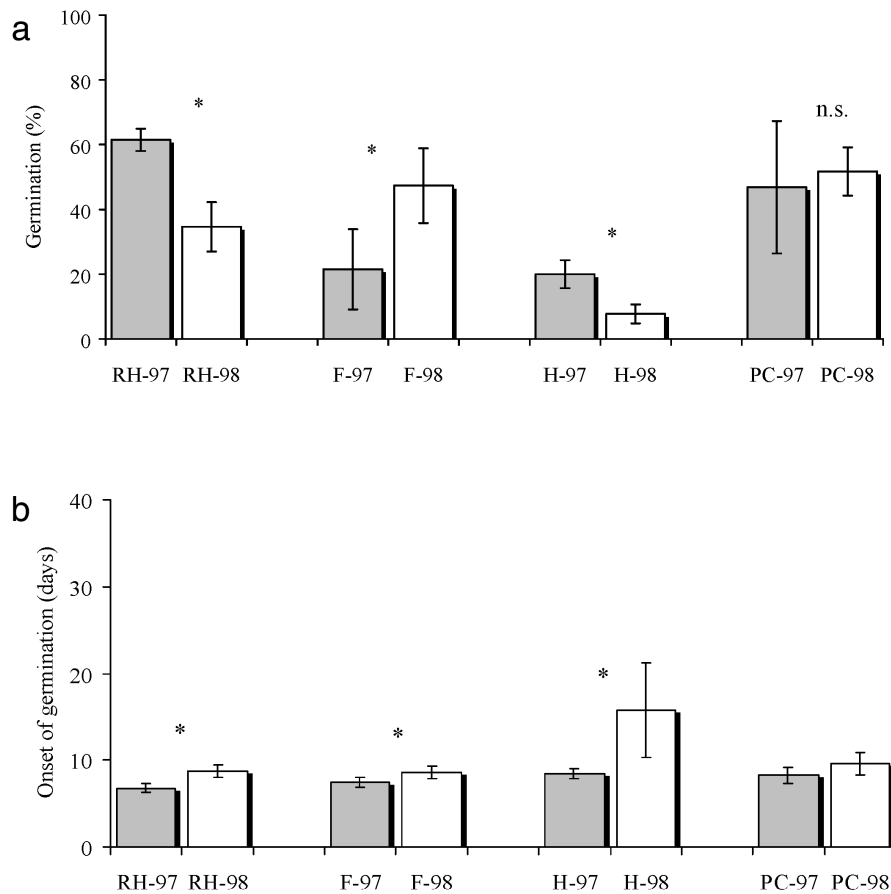 a
100
80
60
40
20
0
Germination (%)
*
*
*
n.s.
RH-97 RH-98 F-97 F-98 H-97 H-98 PC-97 PC-98
b
40
30
20
10
0
Onset of germination (days)
*
*
*
RH-97 RH-98 F-97 F-98 H-97 H-98 PC-97 PC-98